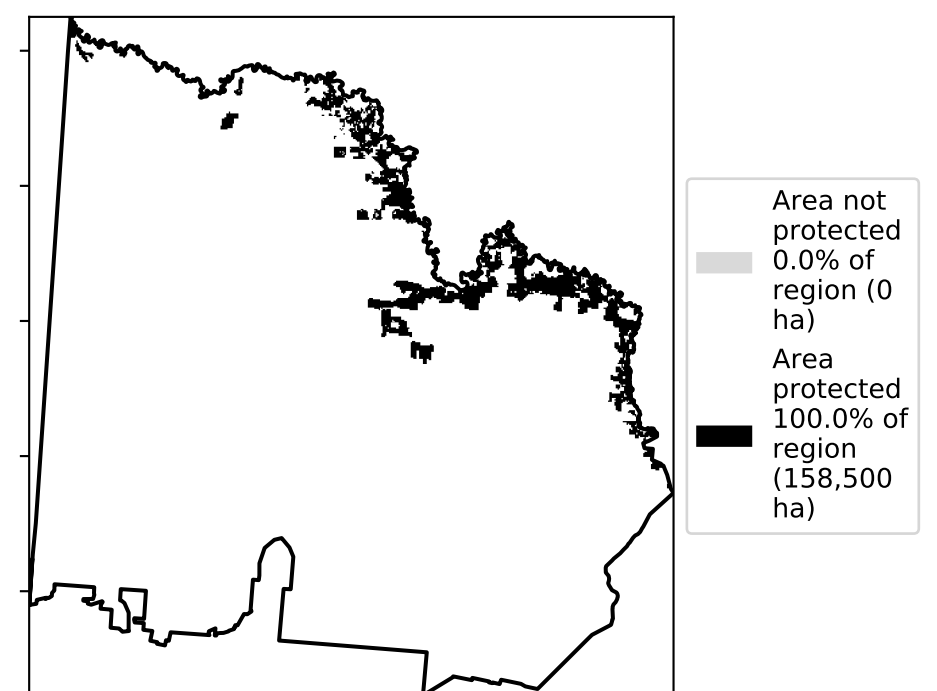 Area not
protected
0.0% of
region (0
ha)
Area
protected
100.0% of
region
(158,500
ha)